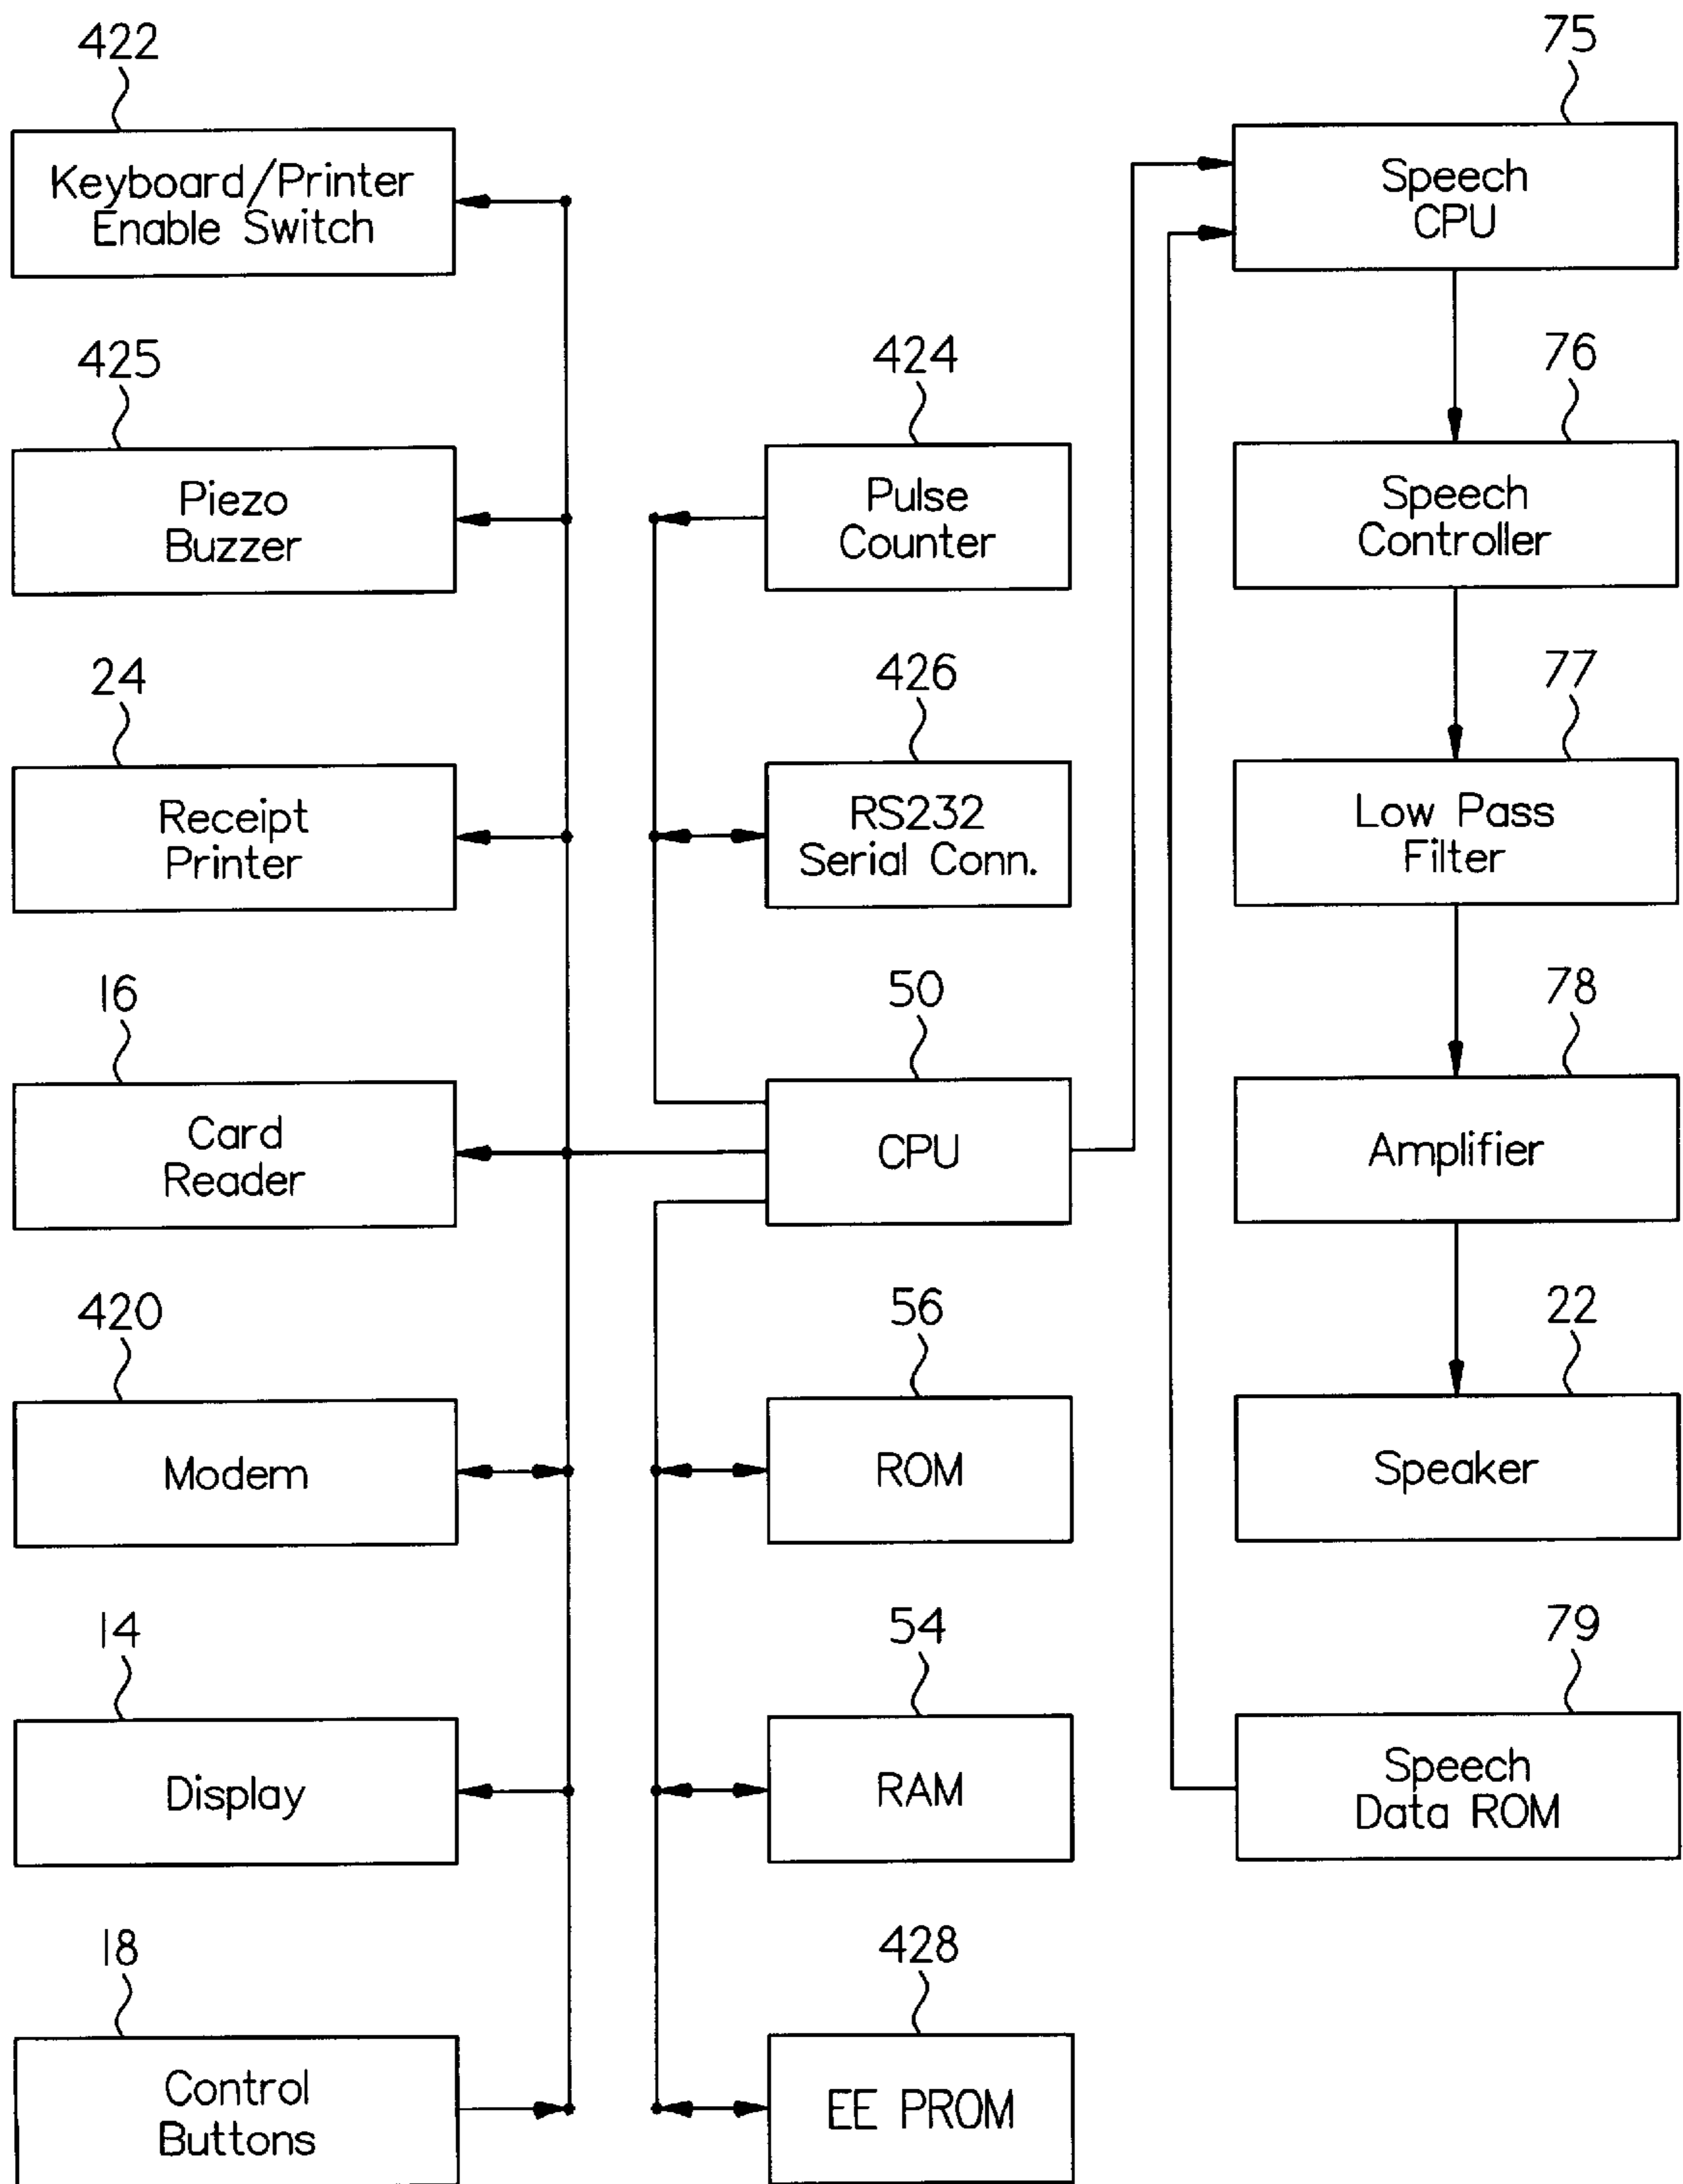 422
Keyboard/Printer
Enable Switch
425
Piezo
Buzzer
24
Receipt
Printer
16
Card
Reader
420
Modem
14
Display
18
Control
Buttons
424
Pulse
Counter
426
RS232
Serial Conn.
50
CPU
56
ROM
54
RAM
428
EE PROM
75
Speech
CPU
76
Speech
Controller
77
Low Pass
Filter
78
Amplifier
22
Speaker
79
Speech
Data ROM